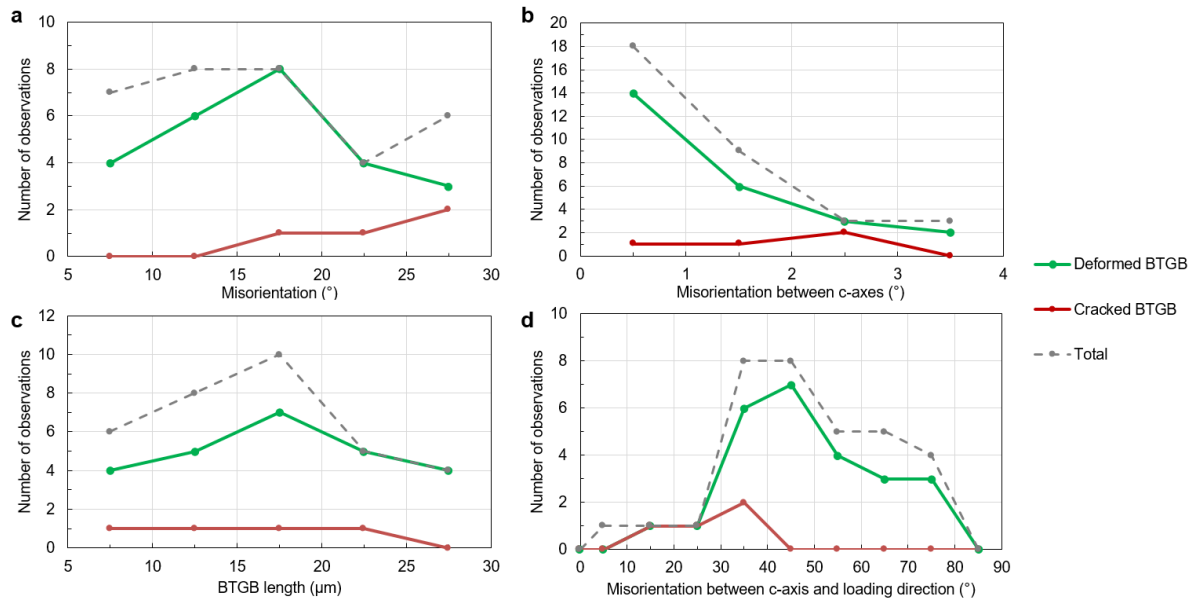 a
Number of observations
10
8
6
4
2
0
5 10 15 20 25 30
Misorientation (°)
b
Number of observations
20
18
16
14
12
10
8
6
4
2
0
0 1 2 3 4
Misorientation between c-axes (°)
c
Number of observations
12
10
8
6
4
2
0
5 10 15 20 25 30
BTGB length (µm)
d
Number of observations
10
8
6
4
2
0
0 10 20 30 40 50 60 70 80 90
Misorientation between c-axis and loading direction (°)
Deformed BTGB
Cracked BTGB
Total